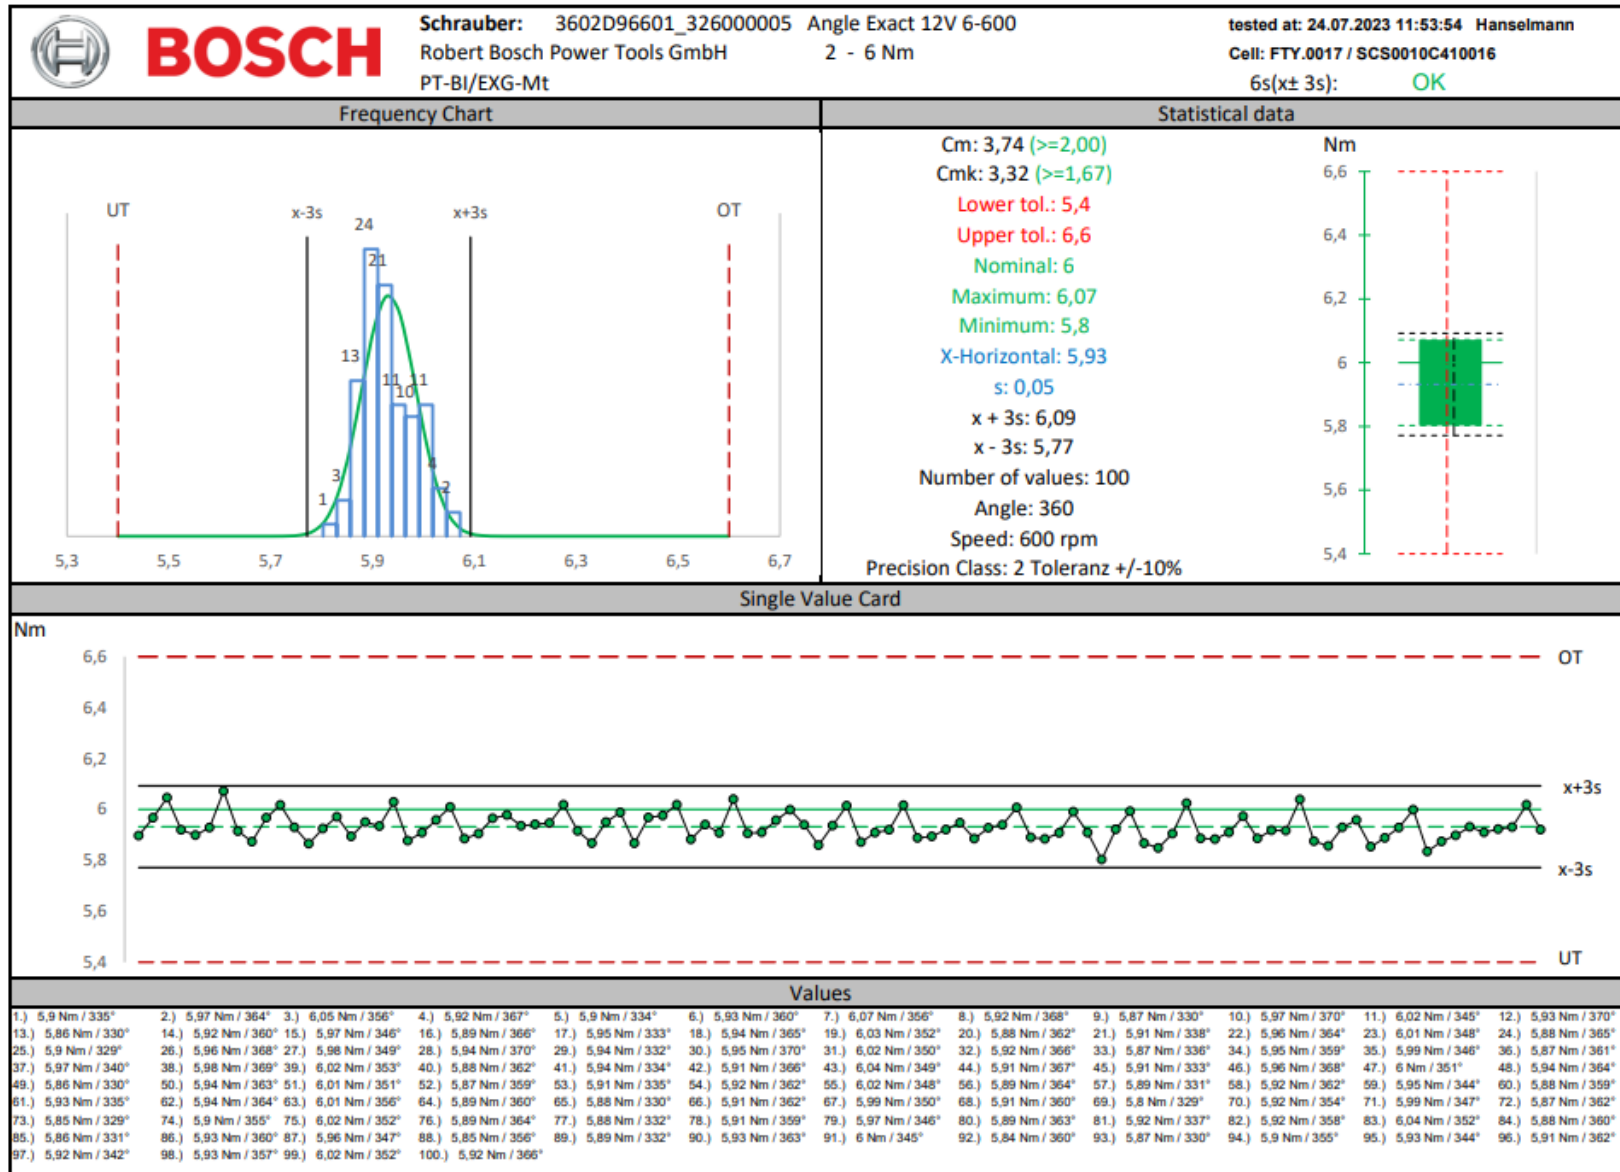 BOSCH
Schrauber: 3602D96601_326000005 Angle Exact 12V 6-600
Robert Bosch Power Tools GmbH 2 - 6 Nm
PT-BI/EXG-Mt
tested at: 24.07.2023 11:53:54 Hanselmann
Cell: FTY.0017 / SCS0010C410016
6s(x± 3s): OK
Frequency Chart
UT x-3s x+3s OT
24
21
13
11 10 11
3
4
1
2
5,3 5,5 5,7 5,9 6,1 6,3 6,5 6,7
Statistical data
Cm: 3,74 (>=2,00)
Cmk: 3,32 (>=1,67)
Lower tol.: 5,4
Upper tol.: 6,6
Nominal: 6
Maximum: 6,07
Minimum: 5,8
X-Horizontal: 5,93
s: 0,05
x + 3s: 6,09
x - 3s: 5,77
Number of values: 100
Angle: 360
Speed: 600 rpm
Precision Class: 2 Toleranz +/-10%
Nm
6,6
6,4
6,2
6
5,8
5,6
5,4
Single Value Card
Nm
6,6 OT
6,4
6,2
x+3s
6
5,8
x-3s
5,6
5,4 UT
Values
1.) 5,9 Nm / 335° 2.) 5,97 Nm / 364° 3.) 6,05 Nm / 356° 4.) 5,92 Nm / 367° 5.) 5,9 Nm / 334° 6.) 5,93 Nm / 360° 7.) 6,07 Nm / 356° 8.) 5,92 Nm / 368° 9.) 5,87 Nm / 330° 10.) 5,97 Nm / 370° 11.) 6,02 Nm / 345° 12.) 5,93 Nm / 370°
13.) 5,86 Nm / 330° 14.) 5,92 Nm / 360° 15.) 5,97 Nm / 346° 16.) 5,89 Nm / 366° 17.) 5,95 Nm / 333° 18.) 5,94 Nm / 365° 19.) 6,03 Nm / 352° 20.) 5,88 Nm / 362° 21.) 5,91 Nm / 338° 22.) 5,96 Nm / 364° 23.) 6,01 Nm / 348° 24.) 5,88 Nm / 365°
25.) 5,9 Nm / 329° 26.) 5,96 Nm / 368° 27.) 5,98 Nm / 349° 28.) 5,94 Nm / 370° 29.) 5,94 Nm / 332° 30.) 5,95 Nm / 370° 31.) 6,02 Nm / 350° 32.) 5,92 Nm / 366° 33.) 5,87 Nm / 336° 34.) 5,95 Nm / 359° 35.) 5,99 Nm / 346° 36.) 5,87 Nm / 361°
37.) 5,97 Nm / 340° 38.) 5,98 Nm / 369° 39.) 6,02 Nm / 353° 40.) 5,88 Nm / 362° 41.) 5,94 Nm / 334° 42.) 5,91 Nm / 366° 43.) 6,04 Nm / 349° 44.) 5,91 Nm / 367° 45.) 5,91 Nm / 333° 46.) 5,96 Nm / 368° 47.) 6 Nm / 351° 48.) 5,94 Nm / 364°
49.) 5,86 Nm / 330° 50.) 5,94 Nm / 363° 51.) 6,01 Nm / 351° 52.) 5,87 Nm / 359° 53.) 5,91 Nm / 335° 54.) 5,92 Nm / 362° 55.) 6,02 Nm / 348° 56.) 5,89 Nm / 364° 57.) 5,89 Nm / 331° 58.) 5,92 Nm / 362° 59.) 5,95 Nm / 344° 60.) 5,88 Nm / 359°
61.) 5,93 Nm / 335° 62.) 5,94 Nm / 364° 63.) 6,01 Nm / 356° 64.) 5,89 Nm / 360° 65.) 5,88 Nm / 330° 66.) 5,91 Nm / 362° 67.) 5,99 Nm / 350° 68.) 5,91 Nm / 360° 69.) 5,8 Nm / 329° 70.) 5,92 Nm / 354° 71.) 5,99 Nm / 347° 72.) 5,87 Nm / 362°
73.) 5,85 Nm / 329° 74.) 5,9 Nm / 355° 75.) 6,02 Nm / 352° 76.) 5,89 Nm / 364° 77.) 5,88 Nm / 332° 78.) 5,91 Nm / 359° 79.) 5,97 Nm / 346° 80.) 5,89 Nm / 363° 81.) 5,92 Nm / 337° 82.) 5,92 Nm / 358° 83.) 6,04 Nm / 352° 84.) 5,88 Nm / 360°
85.) 5,86 Nm / 331° 86.) 5,93 Nm / 360° 87.) 5,96 Nm / 347° 88.) 5,85 Nm / 356° 89.) 5,89 Nm / 332° 90.) 5,93 Nm / 363° 91.) 6 Nm / 345° 92.) 5,84 Nm / 360° 93.) 5,87 Nm / 330° 94.) 5,9 Nm / 355° 95.) 5,93 Nm / 344° 96.) 5,91 Nm / 362°
97.) 5,92 Nm / 342° 98.) 5,93 Nm / 357° 99.) 6,02 Nm / 352° 100.) 5,92 Nm / 366°